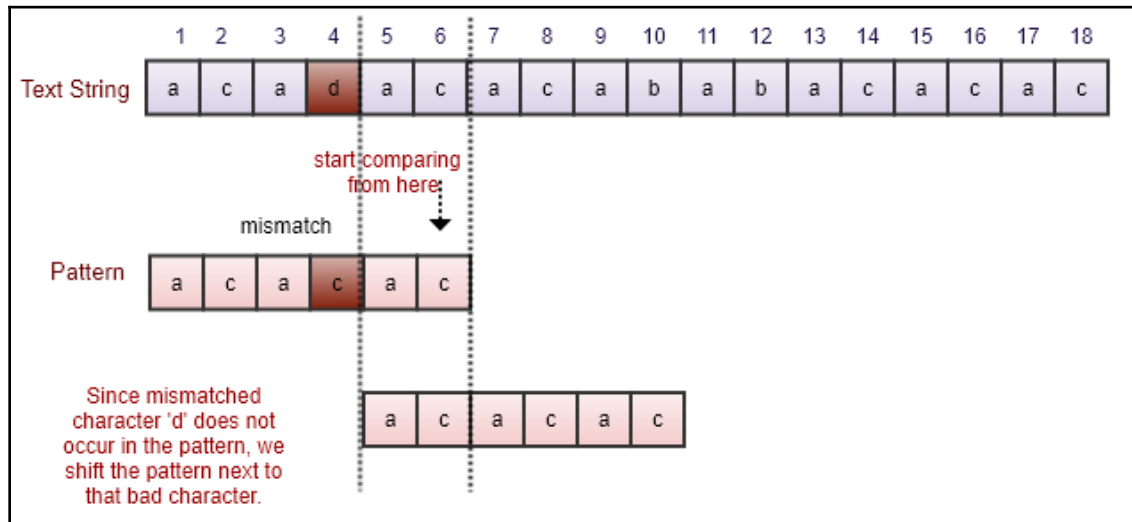 1 2 3 4 5 6 7 8 9 10 11 12 13 14 15 16 17 18
Text String a c a d a c a c a b a b a c a c a c
start comparing
from here
mismatch
Pattern a c a c a c
a c a c a c
Since mismatched
character 'd' does not
occur in the pattern, we
shift the pattern next to
that bad character.